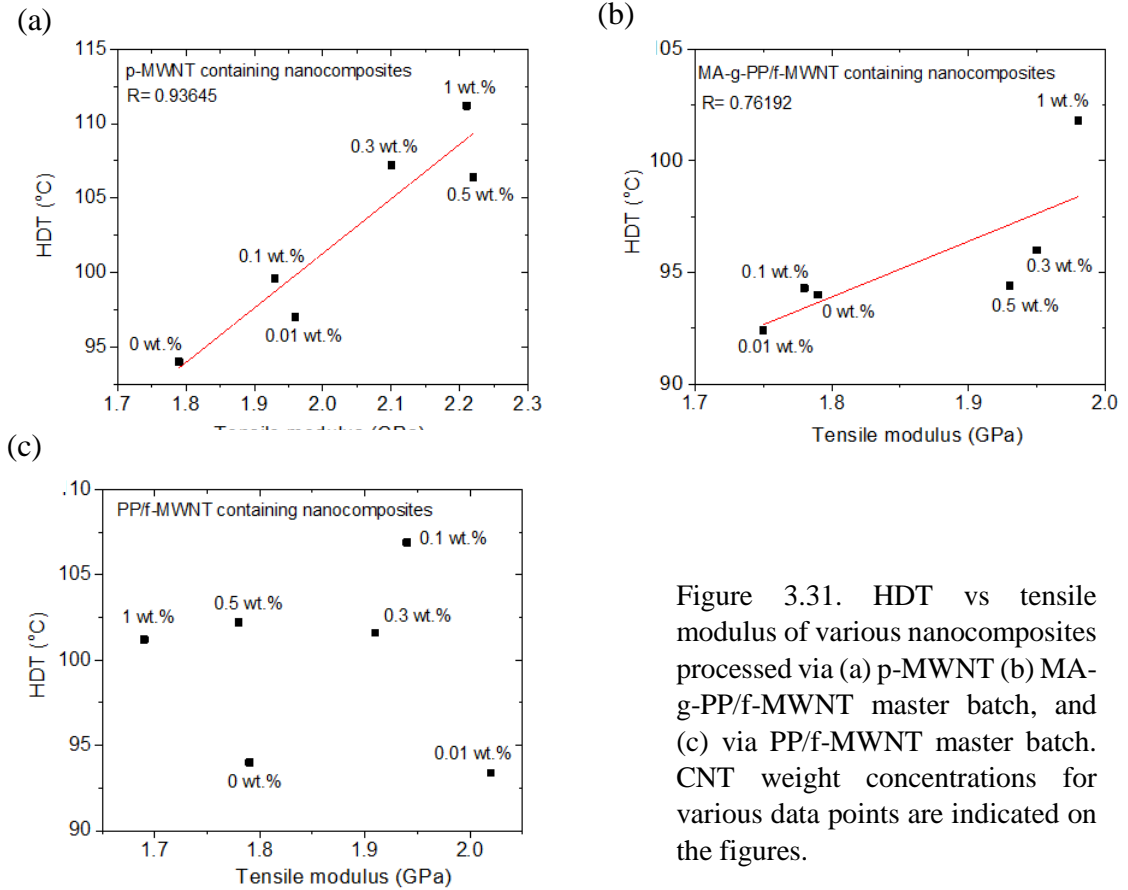 (a)
115
p-MWNT containing nanocomposites
R= 0.93645
1 wt.%
110
0.3 wt.%
105
0.5 wt.%
HDT (°C)
0.1 wt.%
100
0.01 wt.%
95
0 wt.%
1.7 1.8 1.9 2.0 2.1 2.2 2.3
Tensile modulus (GPa)
(b)
05
MA-g-PP/f-MWNT containing nanocomposites
R= 0.76192
1 wt.%
100
HDT (°C)
0.3 wt.%
95
0.1 wt.%
0 wt.%
0.5 wt.%
0.01 wt.%
90
1.7 1.8 1.9 2.0
Tensile modulus (GPa)
(c)
.10
PP/f-MWNT containing nanocomposites
0.1 wt.%
105
1 wt.%
0.5 wt.%
0.3 wt.%
HDT (°C)
100
95
0 wt.%
0.01 wt.%
90
1.7 1.8 1.9 2.0
Tensile modulus (GPa)
Figure 3.31. HDT vs tensile
modulus of various nanocomposites
processed via (a) p-MWNT (b) MA-
g-PP/f-MWNT master batch, and
(c) via PP/f-MWNT master batch.
CNT weight concentrations for
various data points are indicated on
the figures.